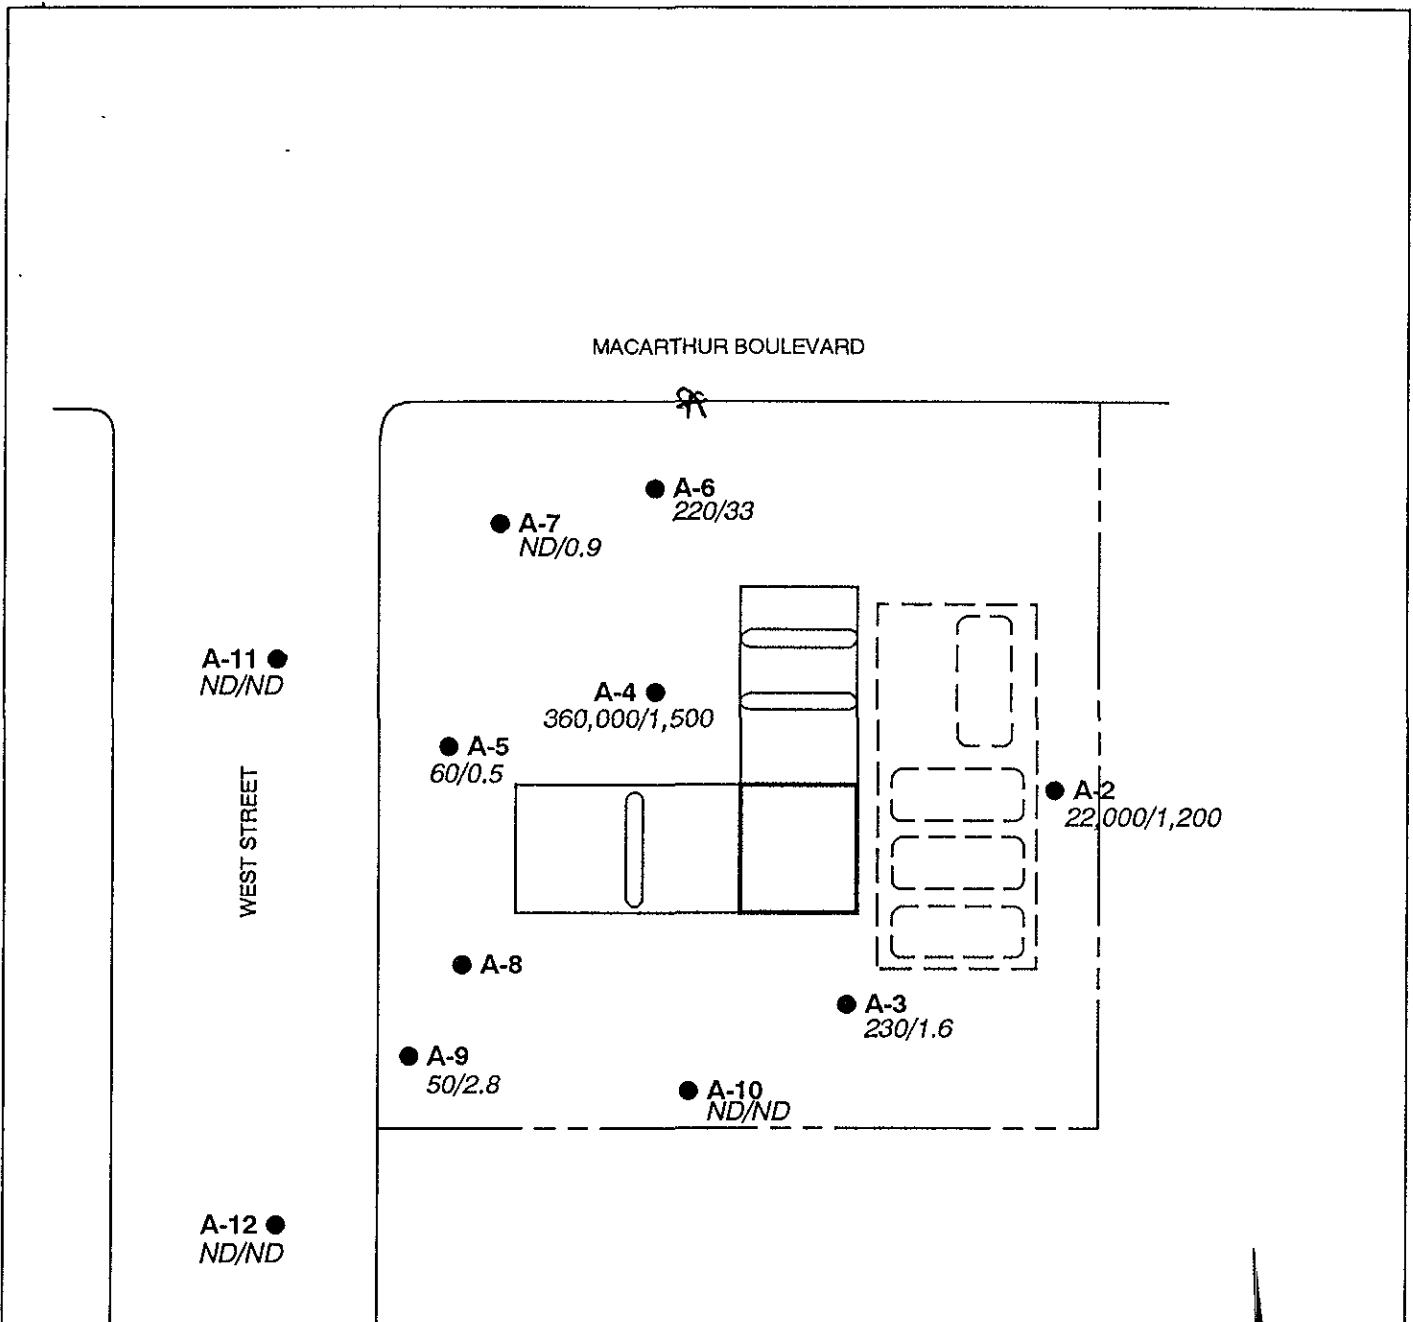 MACARTHUR BOULEVARD
A-6
220/33
A-7
ND/0.9
A-11
ND/ND
A-4
360,000/1,500
A-5
60/0.5
A-2
22,000/1,200
WEST STREET
A-8
A-3
230/1.6
A-9
50/2.8
A-10
ND/ND
A-12
ND/ND